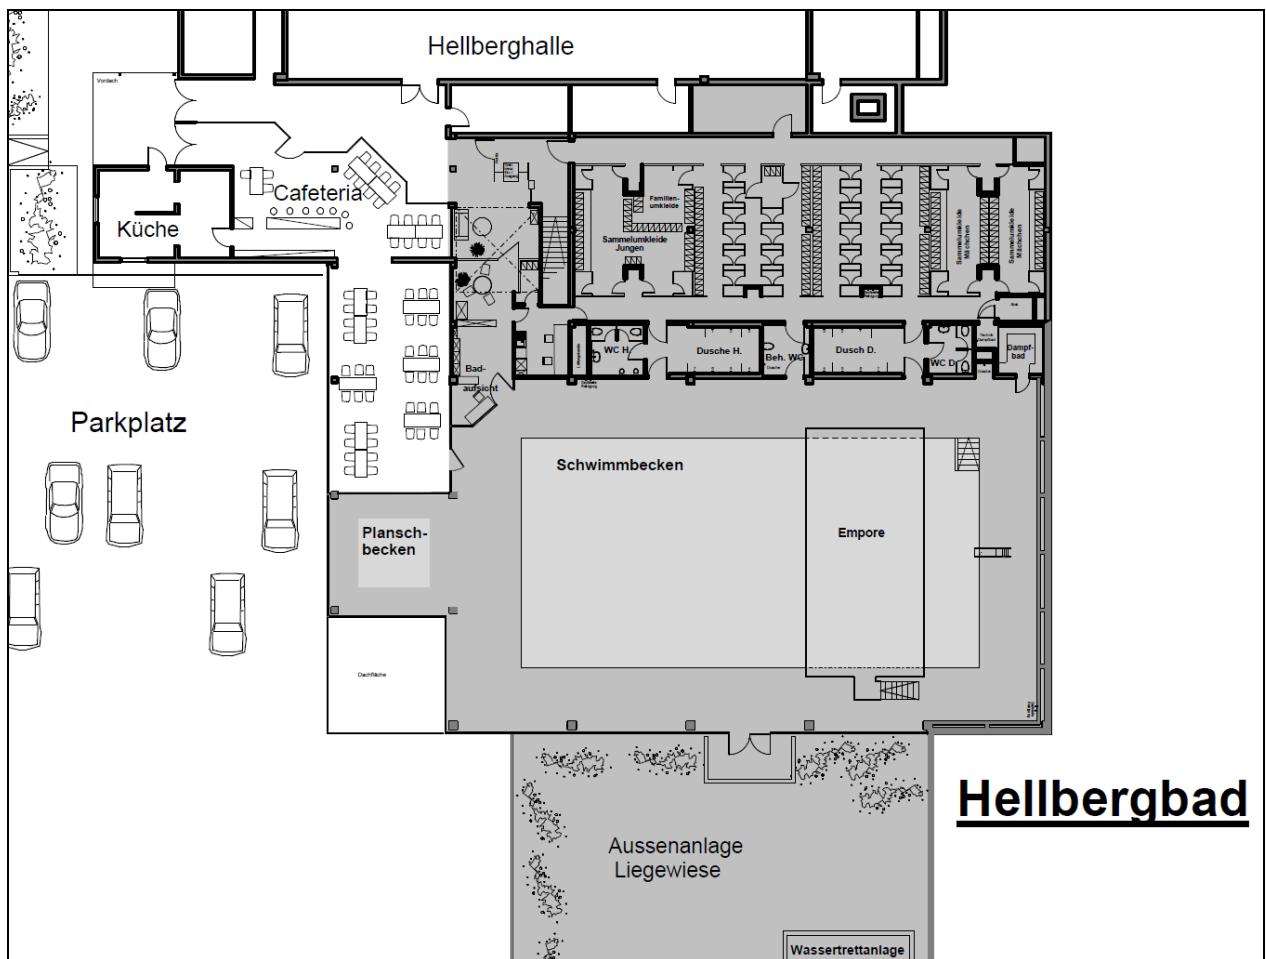 Hellberghalle
Vordach
Cafeteria
Küche
Familien-
umkleide
Sammelumkleide
Jungen
Sammelumkleide
Mädchen
Sammelumkleide
Mädchen
WC H.
Dusche H.
Beh. WC
Dusche
Dusch D.
WC D.
Dampf-
bad
Bad-
aufsicht
Parkplatz
Schwimmbecken
Plansch-
becken
Empore
Dachfläche
Hellbergbad
Aussenanlage
Liegewiese
Wassertrettanlage